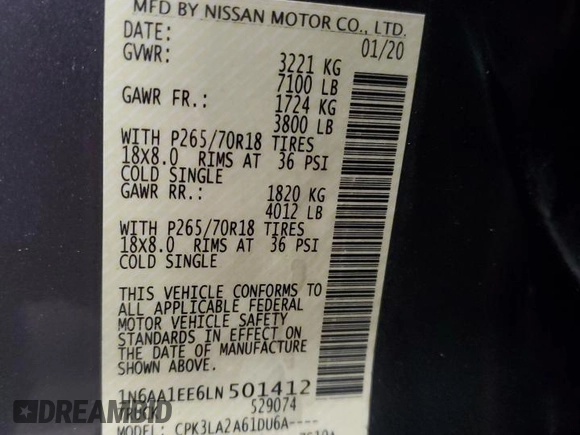 MFD BY NISSAN MOTOR CO., LTD.
DATE: 01/20
GVWR: 3221 KG
7100 LB
GAWR FR.: 1724 KG
3800 LB
WITH P265/70R18 TIRES
18X8.0 RIMS AT 36 PSI
COLD SINGLE
GAWR RR.: 1820 KG
4012 LB
WITH P265/70R18 TIRES
18X8.0 RIMS AT 36 PSI
COLD SINGLE
THIS VEHICLE CONFORMS TO
ALL APPLICABLE FEDERAL
MOTOR VEHICLE SAFETY
STANDARDS IN EFFECT ON
THE DATE OF MANUFACTURE
SHOWN ABOVE.
1N6AA1EE6LN501412
TRUCK 529074
MODEL: CPK3LA2A61DU6A----
DREAMBID